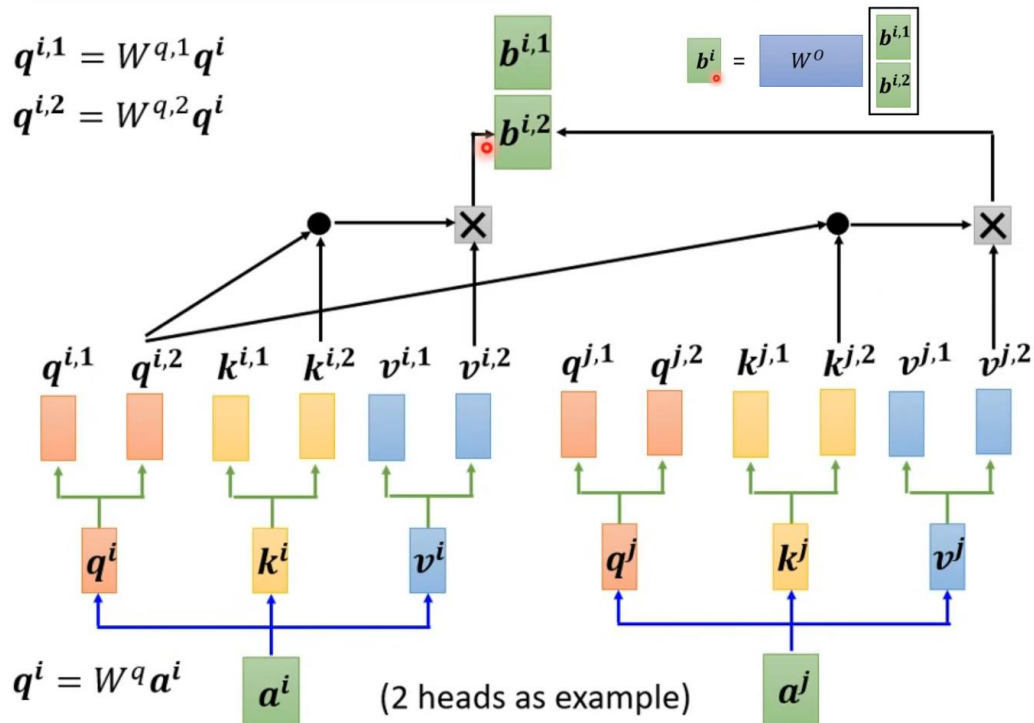 q^{i,1} = W^{q,1} q^i
q^{i,2} = W^{q,2} q^i
b^{i,1}
b^{i,2}
b^i = W^O b^{i,1}
b^{i,2}
q^{i,1} q^{i,2} k^{i,1} k^{i,2} v^{i,1} v^{i,2} q^{j,1} q^{j,2} k^{j,1} k^{j,2} v^{j,1} v^{j,2}
q^i k^i v^i q^j k^j v^j
q^i = W^q a^i
a^i (2 heads as example) a^j